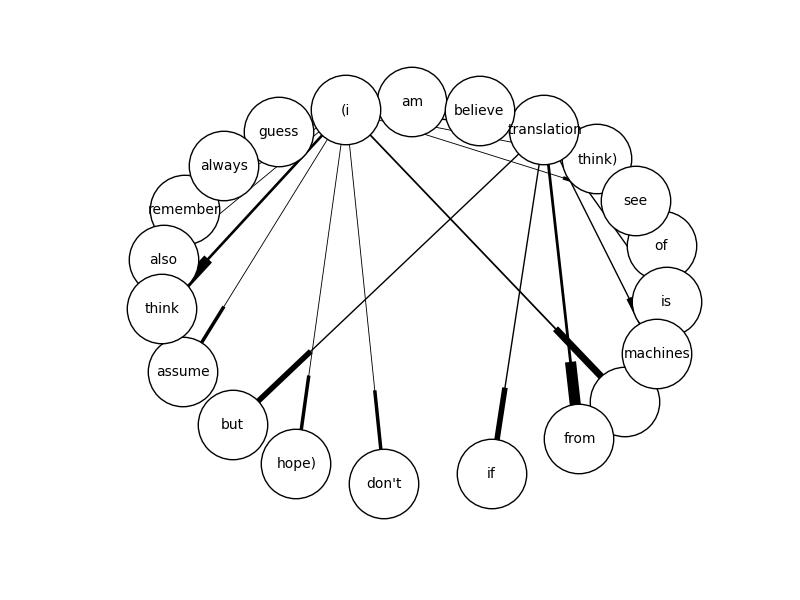 (i
am
believe
translation
think)
see
of
is
machines
from
if
don't
hope)
but
assume
think
also
remember
always
guess